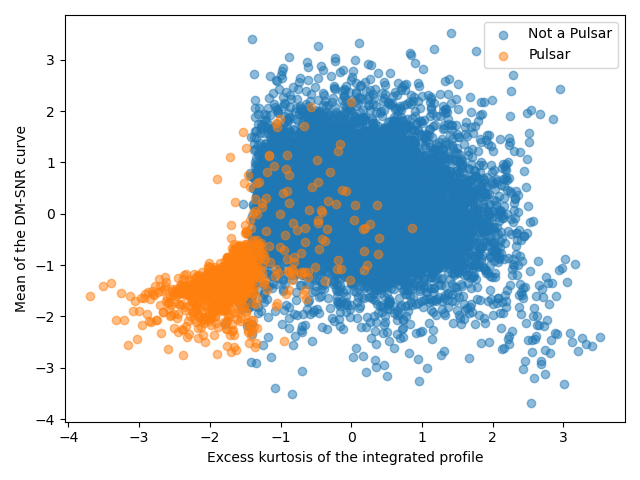 Not a Pulsar
Pulsar
Mean of the DM-SNR curve
3
2
1
0
−1
−2
−3
−4
−4 −3 −2 −1 0 1 2 3
Excess kurtosis of the integrated profile